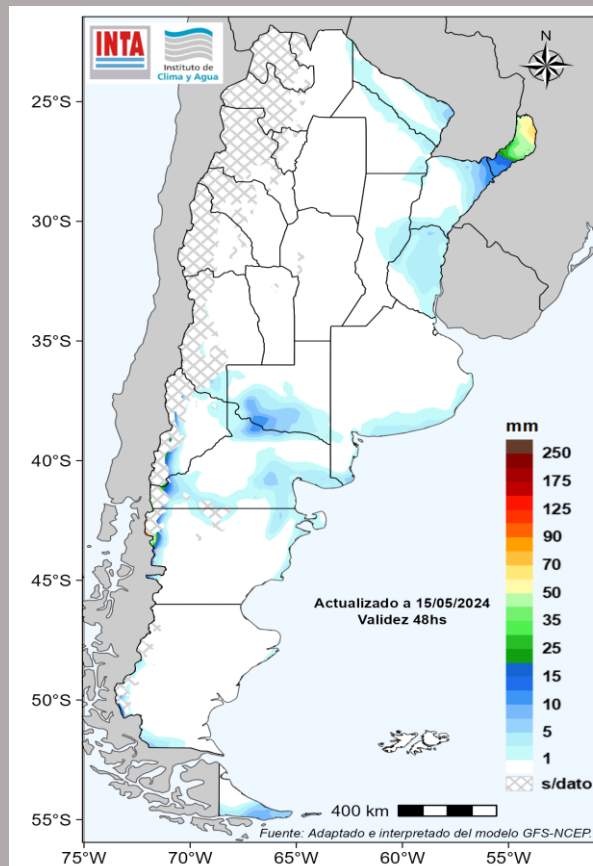 INTA
Instituto de
Clima y Agua
N
25°S
30°S
35°S
40°S
45°S
50°S
55°S
mm
250
175
125
90
70
50
35
25
15
10
5
1
s/dato
Actualizado a 15/05/2024
Validez 48hs
400 km
Fuente: Adaptado e interpretado del modelo GFS-NCEP.
75°W
70°W
65°W
60°W
55°W